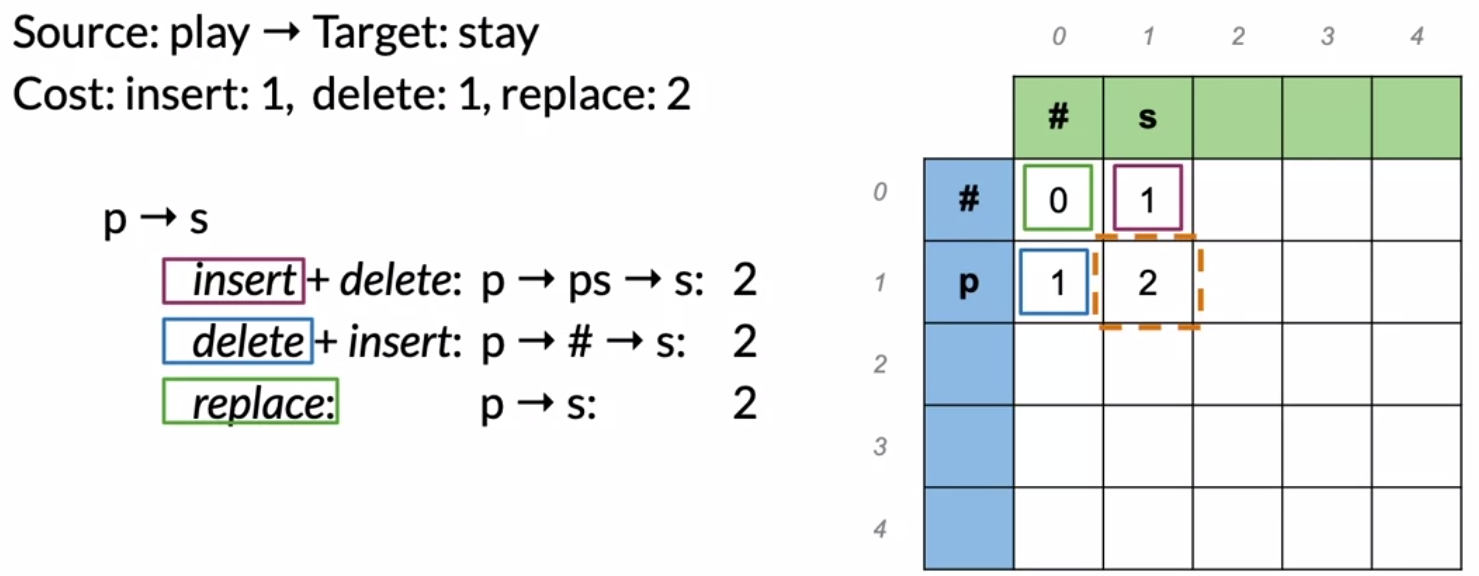 Source: play → Target: stay
Cost: insert: 1, delete: 1, replace: 2
p → s
insert + delete: p → ps → s: 2
delete + insert: p → # → s: 2
replace: p → s: 2
0 1 2 3 4
# s
0 # 0 1
1 p 1 2
2
3
4